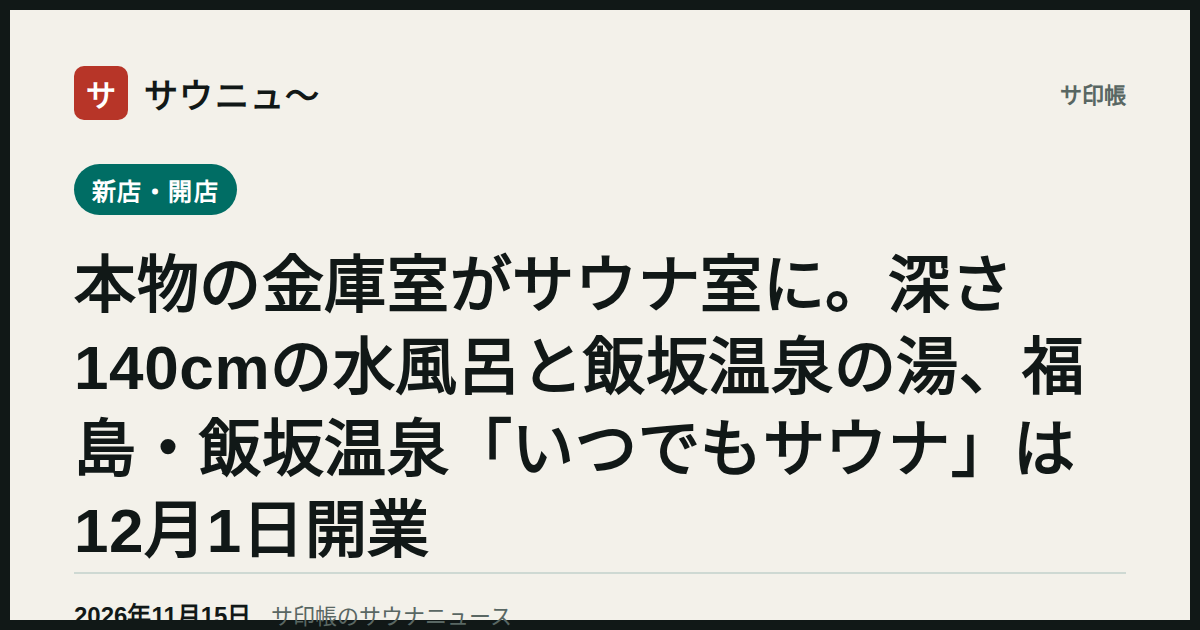 サ サウニュ〜
サ印帳
新店・開店
本物の金庫室がサウナ室に。深さ
140cmの水風呂と飯坂温泉の湯、福
島・飯坂温泉「いつでもサウナ」は
12月1日開業
2026年11月15日 サ印帳のサウナニュース